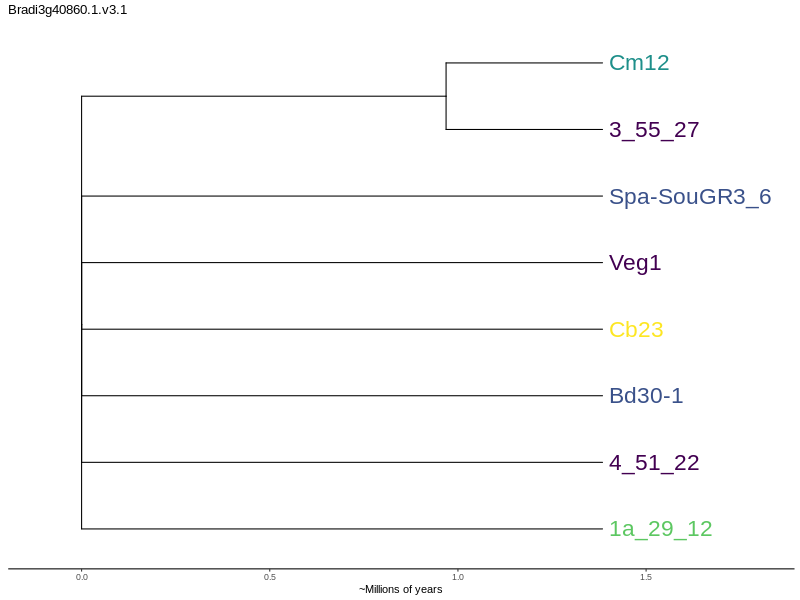 Bradi3g40860.1.v3.1
Cm12
3_55_27
Spa-SouGR3_6
Veg1
Cb23
Bd30-1
4_51_22
1a_29_12
0.0 0.5 1.0 1.5
~Millions of years